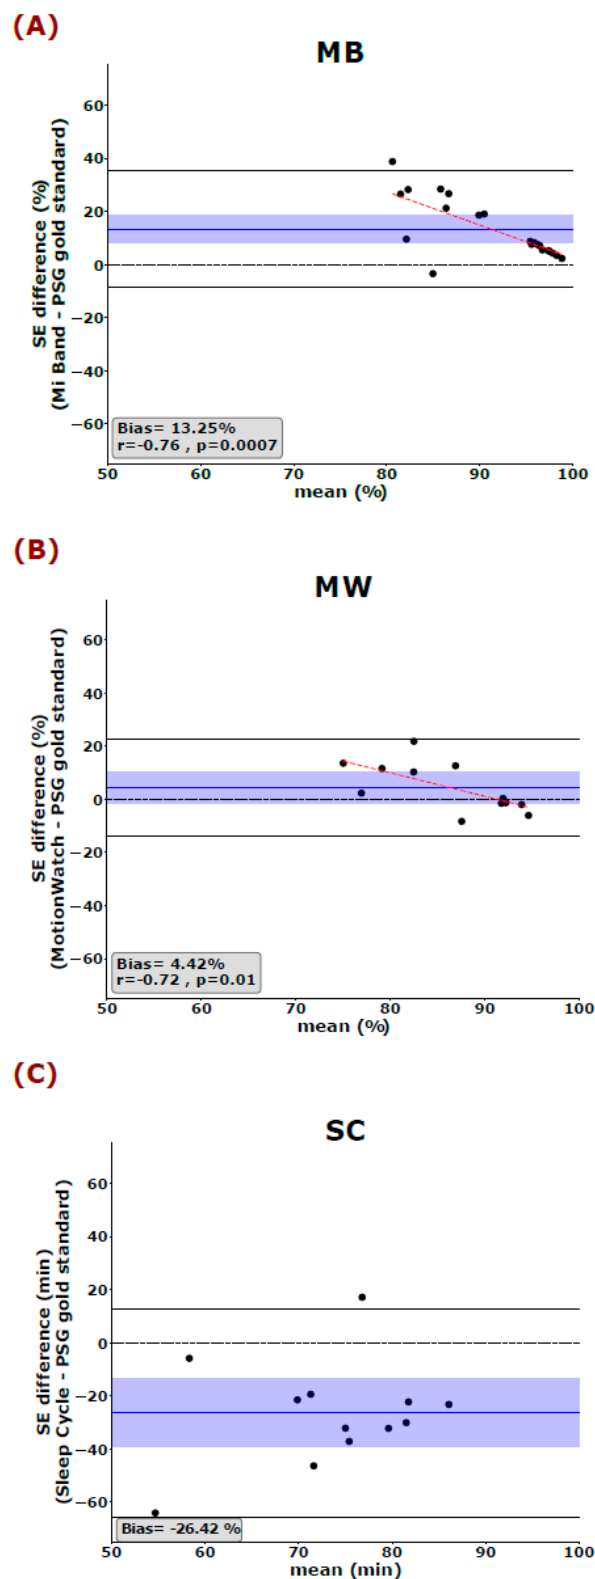 (A)
MB
SE difference (%)
(Mi Band - PSG gold standard)
60
40
20
0
−20
−40
−60
Bias= 13.25%
r=-0.76 , p=0.0007
50
60
70
80
90
100
mean (%)
(B)
MW
SE difference (%)
(MotionWatch - PSG gold standard)
60
40
20
0
−20
−40
−60
Bias= 4.42%
r=-0.72 , p=0.01
50
60
70
80
90
100
mean (%)
(C)
SC
SE difference (min)
(Sleep Cycle - PSG gold standard)
60
40
20
0
−20
−40
−60
Bias= -26.42 %
50
60
70
80
90
100
mean (min)